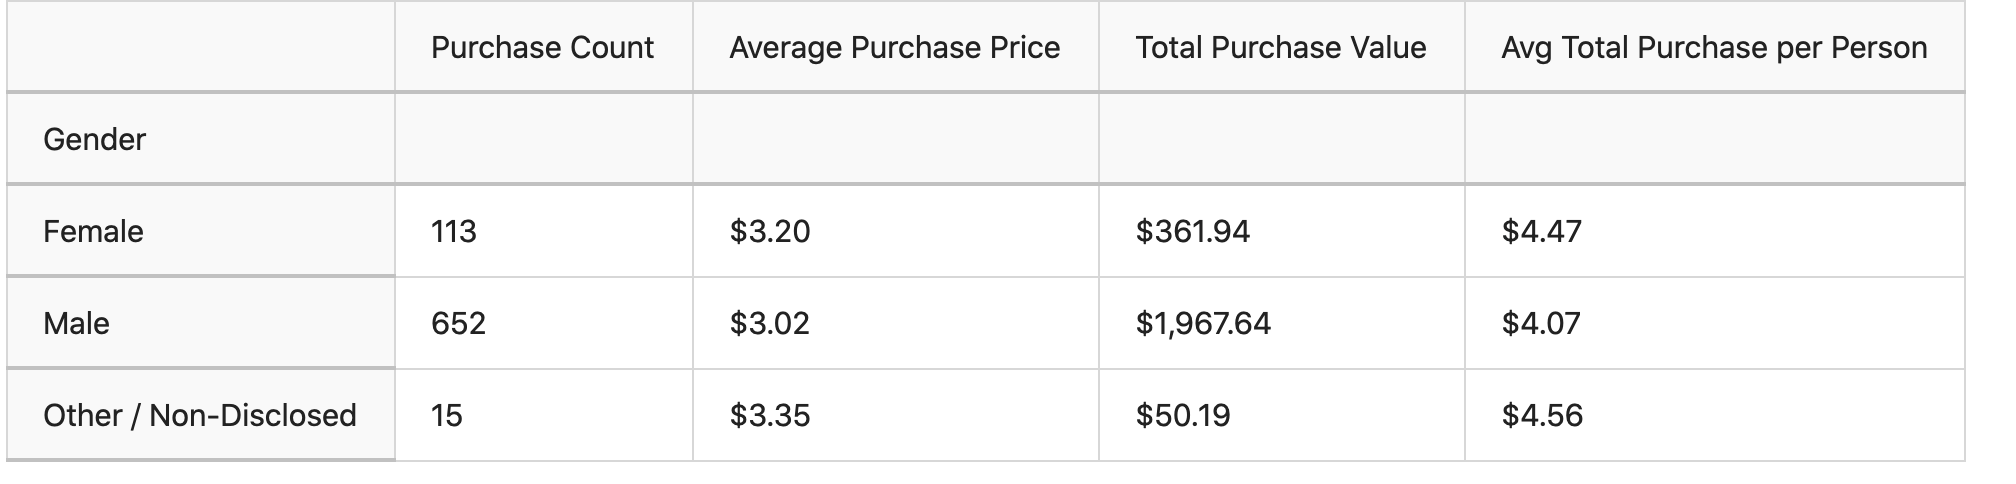 Purchase Count Average Purchase Price Total Purchase Value Avg Total Purchase per Person
Gender
Female 113 $3.20 $361.94 $4.47
Male 652 $3.02 $1,967.64 $4.07
Other / Non-Disclosed 15 $3.35 $50.19 $4.56